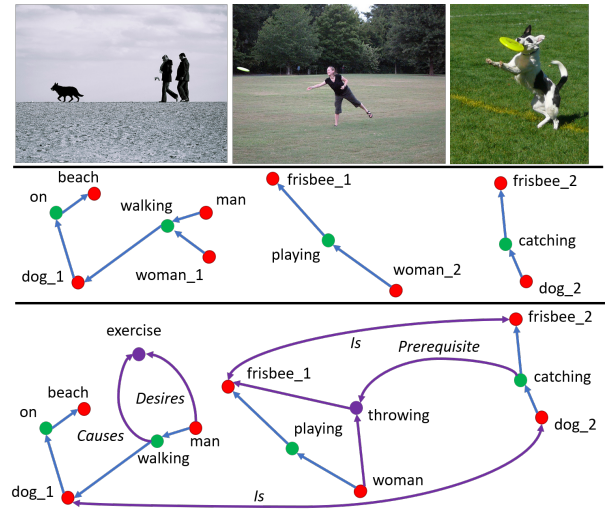 beach
on
walking
man
dog_1
woman_1
frisbee_1
playing
woman_2
frisbee_2
catching
dog_2
exercise
beach
on
Desires
Causes
man
walking
dog_1
Is
frisbee_1
Prerequisite
throwing
playing
woman
frisbee_2
catching
dog_2
Is